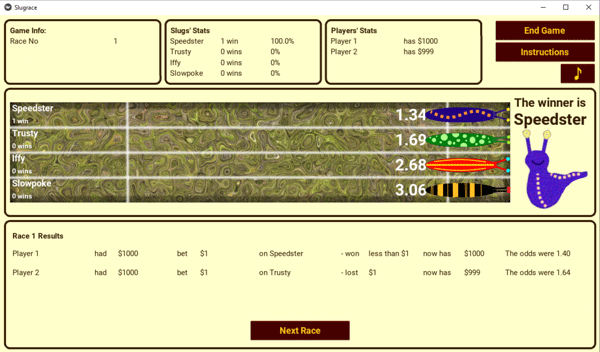 Slugrace
Game Info:
Race No 1
Slugs' Stats
Speedster 1 win 100.0%
Trusty 0 wins 0%
Iffy 0 wins 0%
Slowpoke 0 wins 0%
Players' Stats
Player 1 has $1000
Player 2 has $999
End Game
Instructions
Speedster
1 win
1.34
Trusty
0 wins
1.69
Iffy
0 wins
2.68
Slowpoke
0 wins
3.06
The winner is
Speedster
Race 1 Results
Player 1 had $1000 bet $1 on Speedster - won less than $1 now has $1000 The odds were 1.40
Player 2 had $1000 bet $1 on Trusty - lost $1 now has $999 The odds were 1.64
Next Race